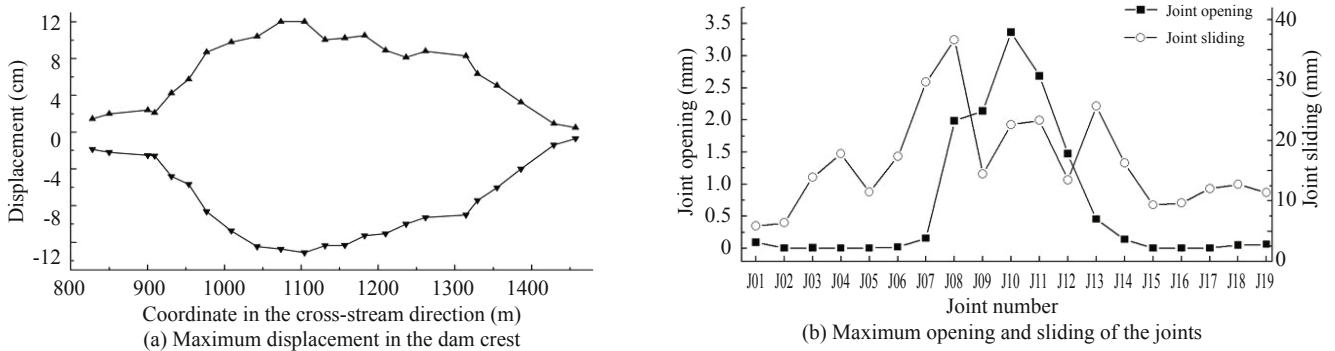 12
8
4
0
-4
-8
-12
Displacement (cm)
800 900 1000 1100 1200 1300 1400
Coordinate in the cross-stream direction (m)
(a) Maximum displacement in the dam crest
Joint opening
Joint sliding
3.5
3.0
2.5
2.0
1.5
1.0
0.5
0
Joint opening (mm)
40
30
20
10
0
Joint sliding (mm)
J01 J02 J03 J04 J05 J06 J07 J08 J09 J10 J11 J12 J13 J14 J15 J16 J17 J18 J19
Joint number
(b) Maximum opening and sliding of the joints